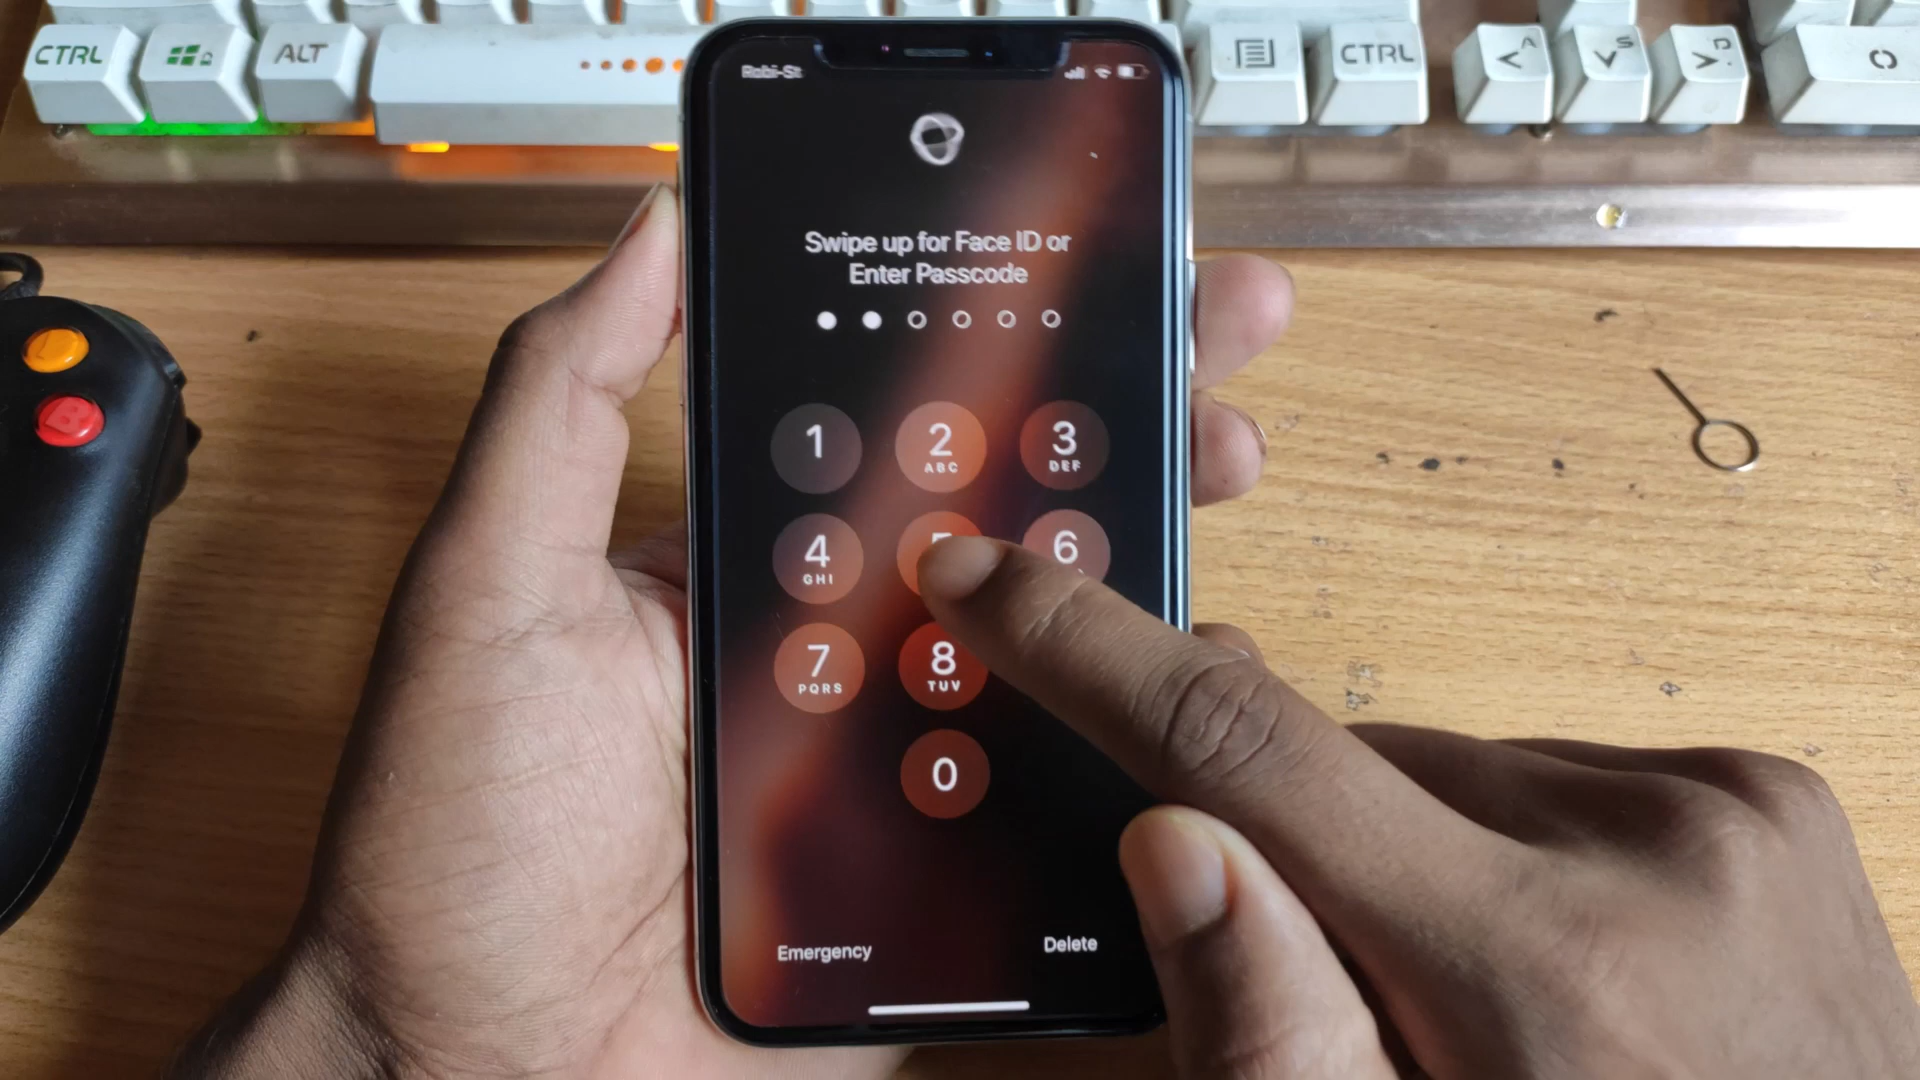 CTRL
ALT
CTRL
A
S
D
Swipe up for Face ID or
Enter Passcode
1
2
ABC
3
DEF
4
GHI
5
6
7
PQRS
8
TUV
0
Emergency
Delete
B